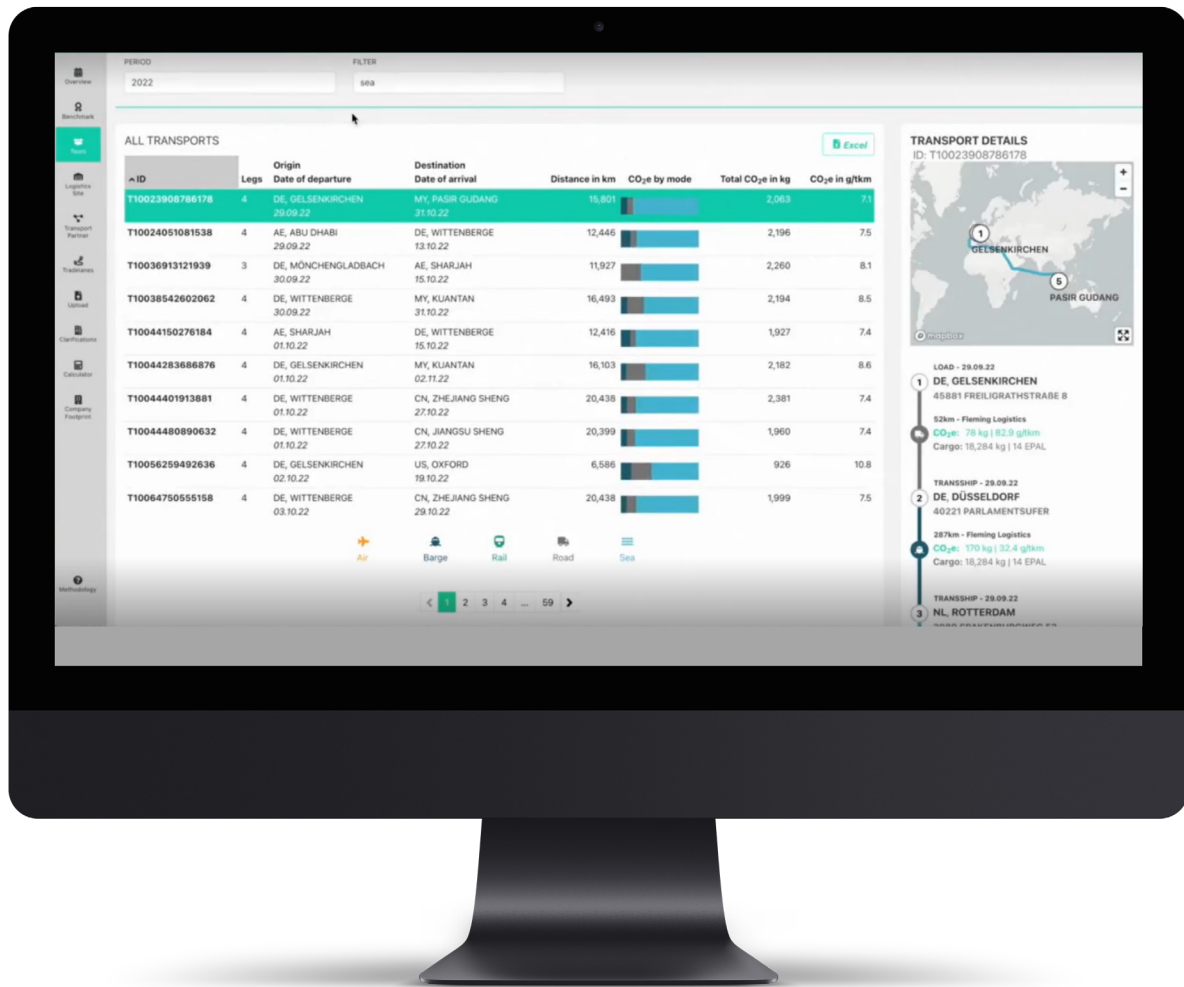 PERIOD
FILTER
2022
sea
Overview
Benchmark
Tours
Logistics
Site
Transport
Partner
Tradelanes
Upload
Clarifications
Calculator
Company
Footprint
Methodology
ALL TRANSPORTS
Excel
ID Legs Origin Destination Distance in km CO₂e by mode Total CO₂e in kg CO₂e in g/tkm
Date of departure Date of arrival
T10023908786178 4 DE, GELSENKIRCHEN MY, PASIR GUDANG 15,801 2,063 7.1
29.09.22 31.10.22
T10024051081538 4 AE, ABU DHABI DE, WITTENBERGE 12,446 2,196 7.5
29.09.22 13.10.22
T10036913121939 3 DE, MÖNCHENGLADBACH AE, SHARJAH 11,927 2,260 8.1
30.09.22 15.10.22
T10038542602062 4 DE, WITTENBERGE MY, KUANTAN 16,493 2,194 8.5
30.09.22 31.10.22
T10044150276184 4 AE, SHARJAH DE, WITTENBERGE 12,416 1,927 7.4
01.10.22 15.10.22
T10044283686876 4 DE, GELSENKIRCHEN MY, KUANTAN 16,103 2,182 8.6
01.10.22 02.11.22
T10044401913881 4 DE, WITTENBERGE CN, ZHEJIANG SHENG 20,438 2,381 7.4
01.10.22 27.10.22
T10044480890632 4 DE, WITTENBERGE CN, JIANGSU SHENG 20,399 1,960 7.4
01.10.22 27.10.22
T10056259492636 4 DE, GELSENKIRCHEN US, OXFORD 6,586 926 10.8
02.10.22 19.10.22
T10064750555158 4 DE, WITTENBERGE CN, ZHEJIANG SHENG 20,438 1,999 7.5
03.10.22 29.10.22
Air Barge Rail Road Sea
1 2 3 4 ... 59
TRANSPORT DETAILS
ID: T10023908786178
+
−
1
GELSENKIRCHEN
5
PASIR GUDANG
mapbox
LOAD - 29.09.22
1 DE, GELSENKIRCHEN
45881 FREILIGRATHSTRAßE 8
52km - Fleming Logistics
CO₂e: 78 kg | 82.9 g/tkm
Cargo: 18,284 kg | 14 EPAL
TRANSSHIP - 29.09.22
2 DE, DÜSSELDORF
40221 PARLAMENTSUFER
287km - Fleming Logistics
CO₂e: 170 kg | 32.4 g/tkm
Cargo: 18,284 kg | 14 EPAL
TRANSSHIP - 29.09.22
3 NL, ROTTERDAM